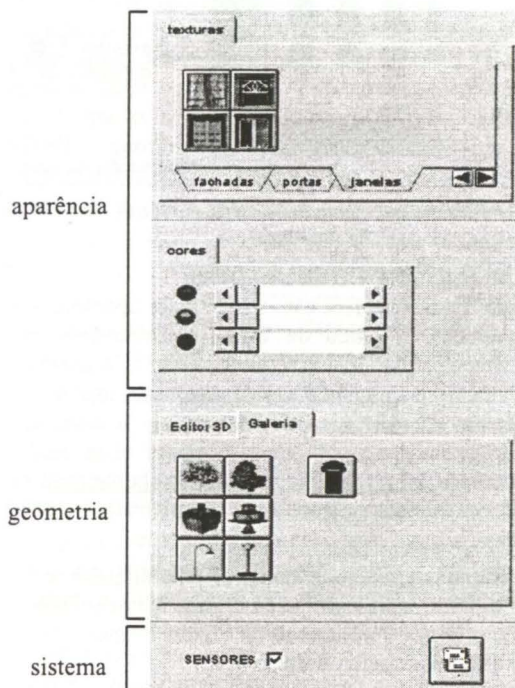 texturas
fachadas portas janelas
aparência
cores
Editor 3D Galeria
geometria
SENSORES
sistema